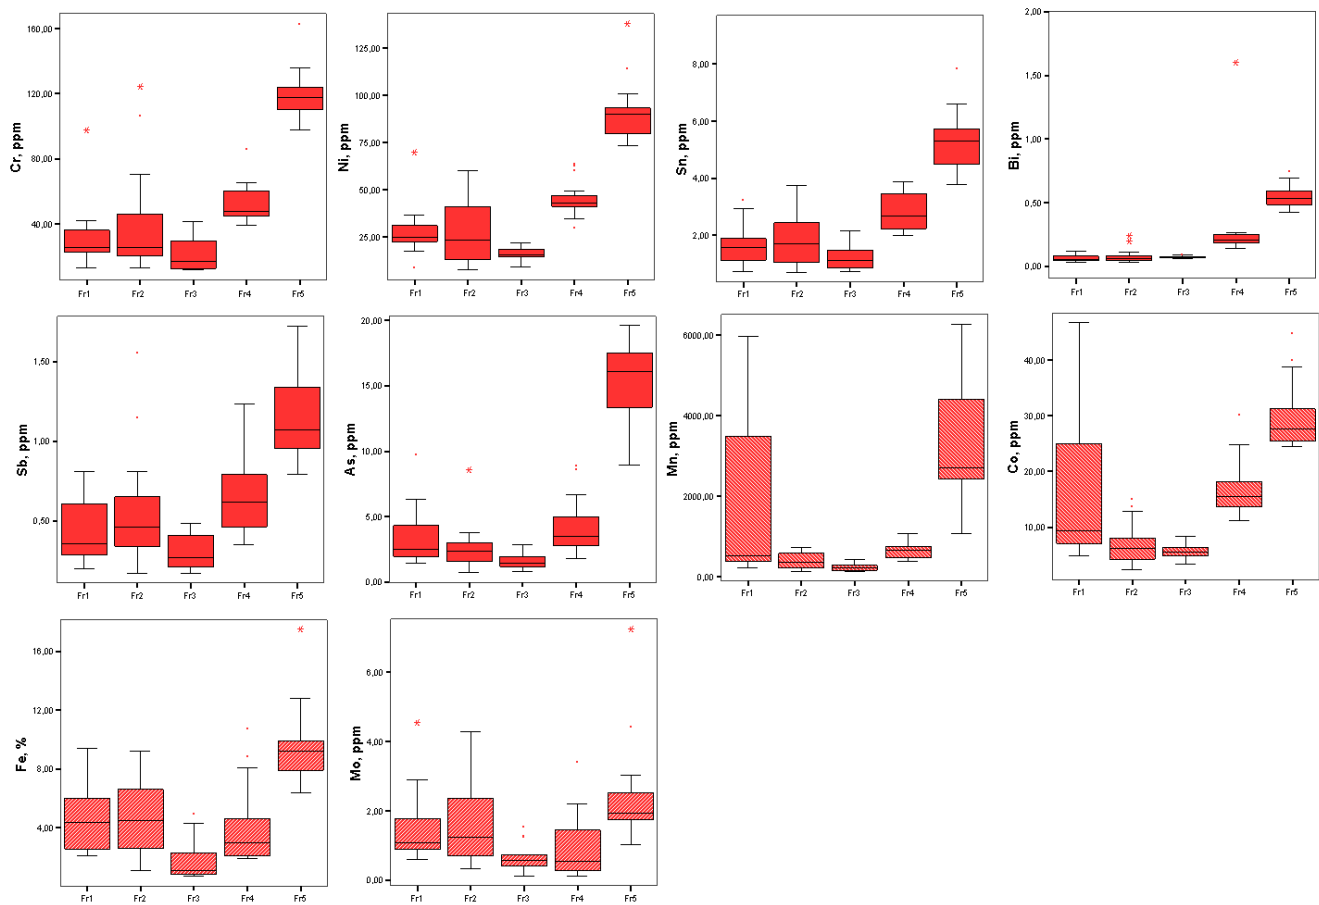 Cr, ppm
160,00
120,00
80,00
40,00
Fr1 Fr2 Fr3 Fr4 Fr5
Ni, ppm
125,00
100,00
75,00
50,00
25,00
Fr1 Fr2 Fr3 Fr4 Fr5
Sn, ppm
8,00
6,00
4,00
2,00
Fr1 Fr2 Fr3 Fr4 Fr5
Bi, ppm
2,00
1,50
1,00
0,50
0,00
Fr1 Fr2 Fr3 Fr4 Fr5
Sb, ppm
1,50
1,00
0,50
Fr1 Fr2 Fr3 Fr4 Fr5
As, ppm
20,00
15,00
10,00
5,00
0,00
Fr1 Fr2 Fr3 Fr4 Fr5
Mn, ppm
6000,00
4000,00
2000,00
0,00
Fr1 Fr2 Fr3 Fr4 Fr5
Co, ppm
40,00
30,00
20,00
10,00
Fr1 Fr2 Fr3 Fr4 Fr5
Fe, %
16,00
12,00
8,00
4,00
Fr1 Fr2 Fr3 Fr4 Fr5
Mo, ppm
6,00
4,00
2,00
0,00
Fr1 Fr2 Fr3 Fr4 Fr5